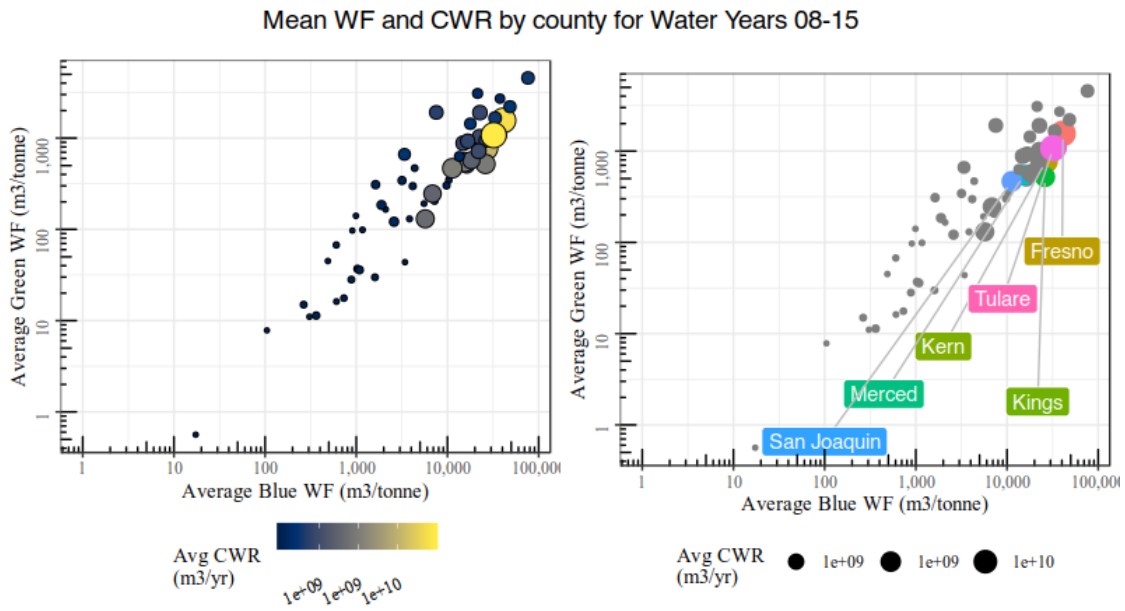 Mean WF and CWR by county for Water Years 08-15
Average Green WF (m3/tonne)
1,000
100
10
1
1
10
100
1,000
10,000
100,00
Average Blue WF (m3/tonne)
Avg CWR
(m3/yr)
1e+09
1e+09
1e+10
Average Green WF (m3/tonne)
1,000
100
10
1
Fresno
Tulare
Kern
Merced
Kings
San Joaquin
1
10
100
1,000
10,000
100,00
Average Blue WF (m3/tonne)
Avg CWR
(m3/yr)
1e+09
1e+09
1e+10